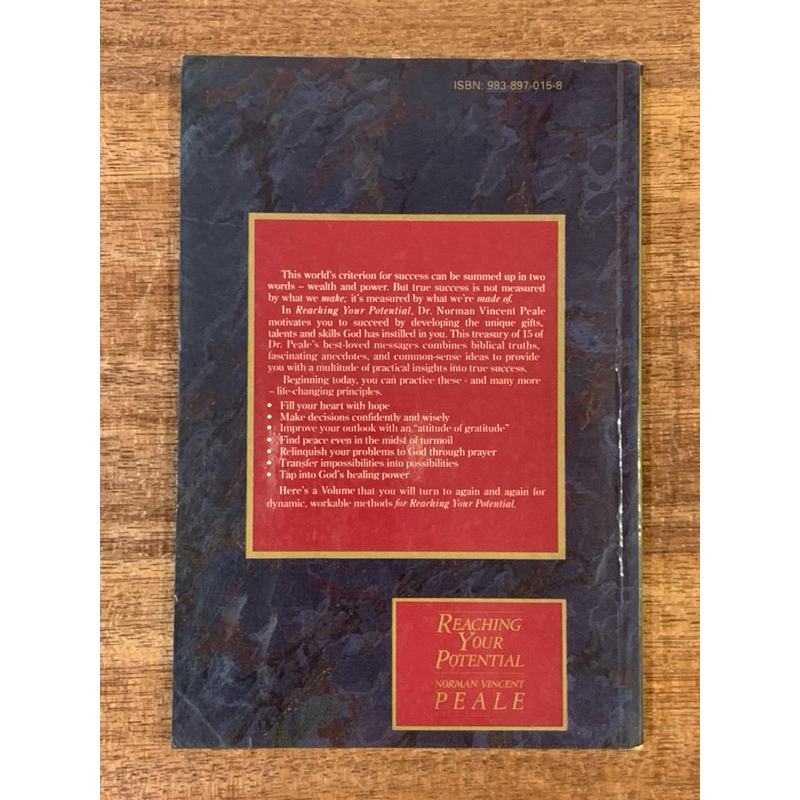 ISBN: 983-897-015-8
This world's criterion for success can be summed up in two
words – wealth and power. But true success is not measured
by what we make; it's measured by what we're made of.
In Reaching Your Potential, Dr. Norman Vincent Peale
motivates you to succeed by developing the unique gifts,
talents and skills God has instilled in you. This treasury of 15 of
Dr. Peale's best-loved messages combines biblical truths,
fascinating anecdotes, and common-sense ideas to provide
you with a multitude of practical insights into true success.
Beginning today, you can practice these - and many more
– life-changing principles.
• Fill your heart with hope
• Make decisions confidently and wisely
• Improve your outlook with an "attitude of gratitude"
• Find peace even in the midst of turmoil
• Relinquish your problems to God through prayer
• Transfer impossibilities into possibilities
• Tap into God's healing power
Here's a Volume that you will turn to again and again for
dynamic, workable methods for Reaching Your Potential.
REACHING
YOUR
POTENTIAL
NORMAN VINCENT
PEALE